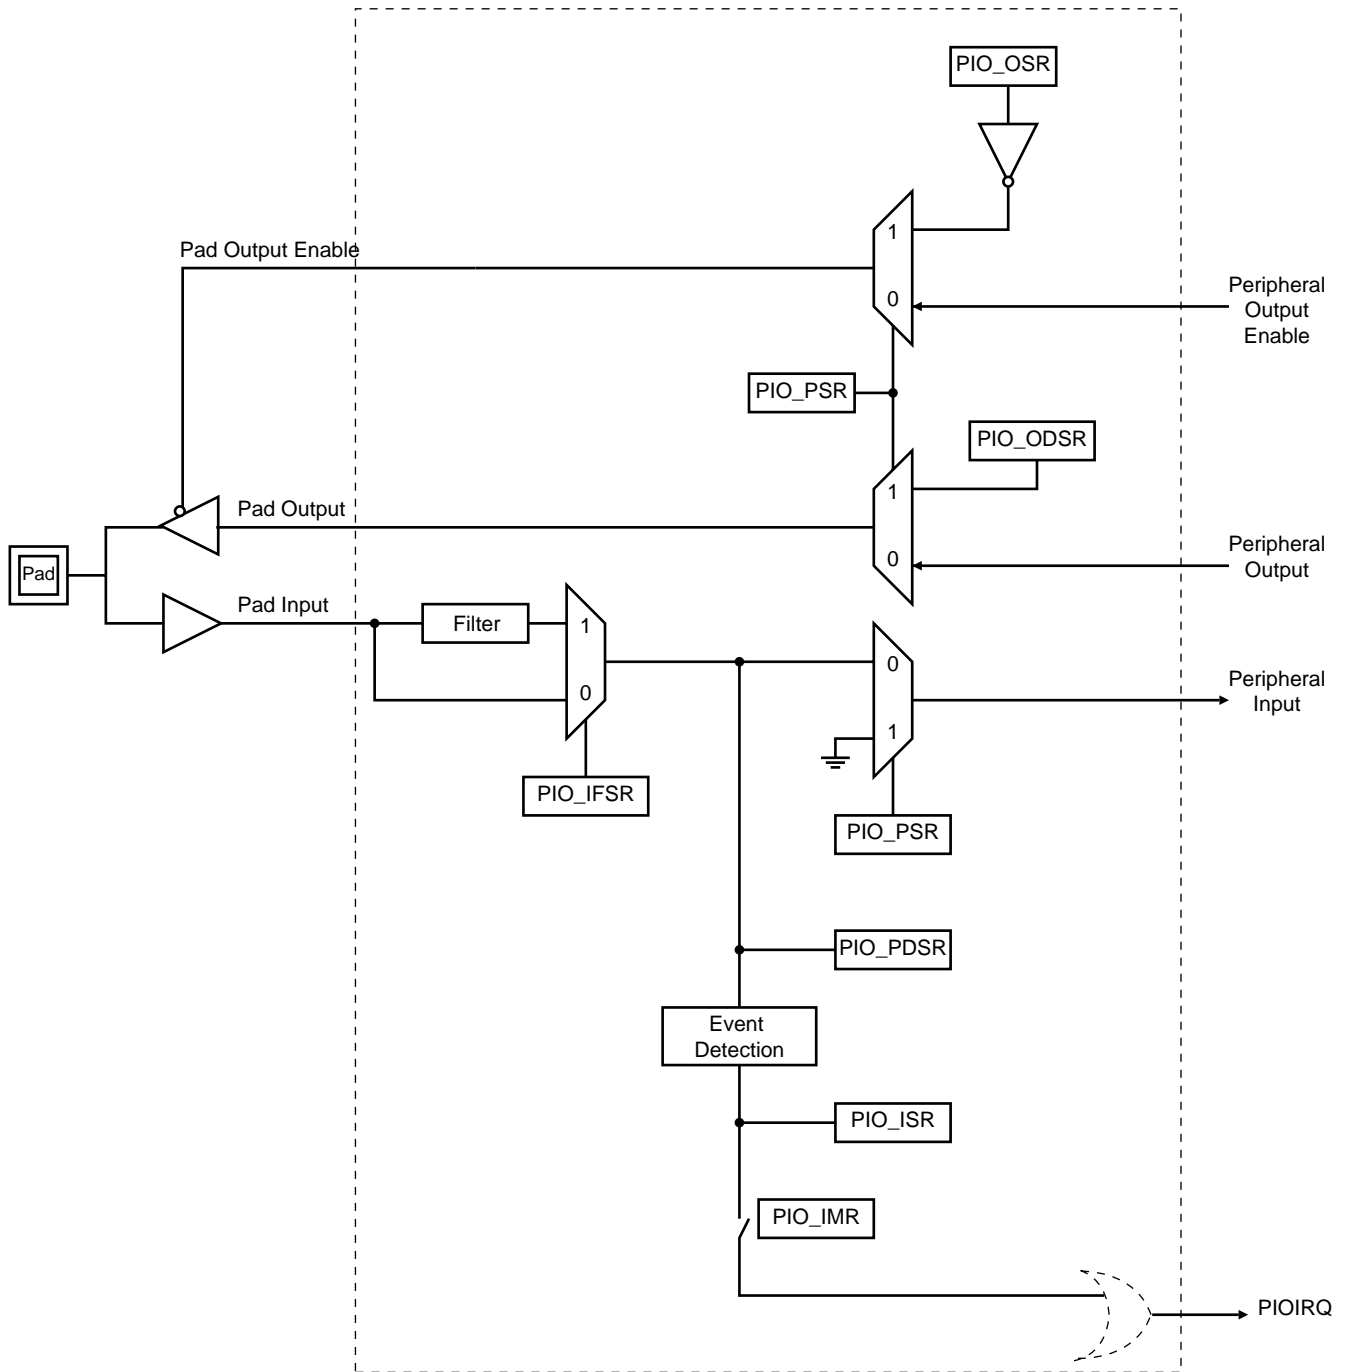 PIO_OSR
1
Pad Output Enable
0
Peripheral
Output
Enable
PIO_PSR
PIO_ODSR
1
Pad Output
0
Peripheral
Output
Pad
Pad Input
Filter
1
0
0
1
Peripheral
Input
PIO_IFSR
PIO_PSR
PIO_PDSR
Event
Detection
PIO_ISR
PIO_IMR
PIOIRQ